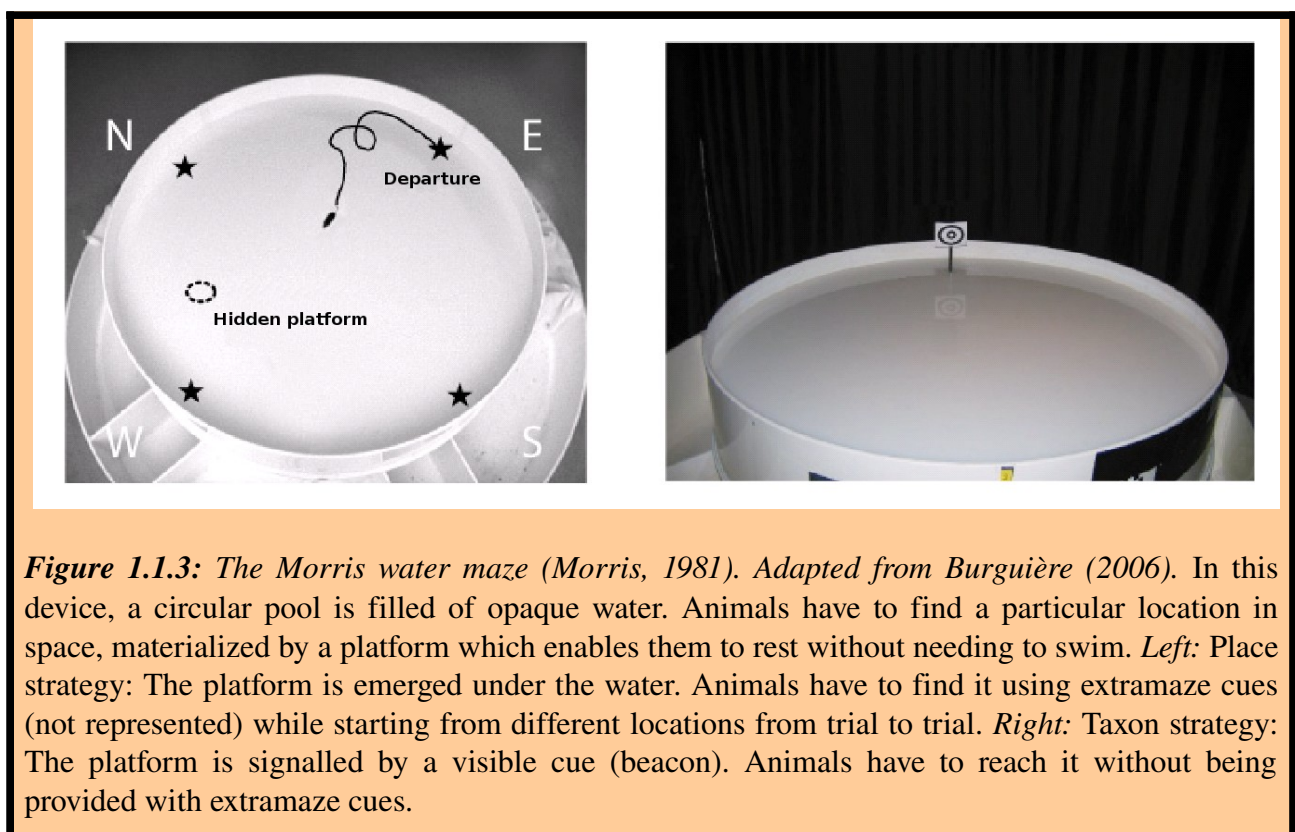 N
E
Departure
Hidden platform
W
S
Figure 1.1.3: The Morris water maze (Morris, 1981). Adapted from Burguière (2006). In this
device, a circular pool is filled of opaque water. Animals have to find a particular location in
space, materialized by a platform which enables them to rest without needing to swim. Left: Place
strategy: The platform is emerged under the water. Animals have to find it using extramaze cues
(not represented) while starting from different locations from trial to trial. Right: Taxon strategy:
The platform is signalled by a visible cue (beacon). Animals have to reach it without being
provided with extramaze cues.